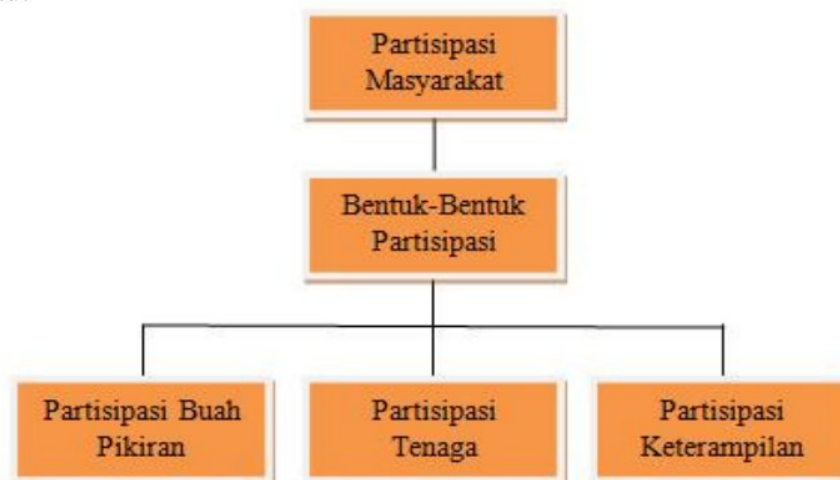 Partisipasi
Masyarakat
Bentuk-Bentuk
Partisipasi
Partisipasi Buah
Pikiran
Partisipasi
Tenaga
Partisipasi
Keterampilan